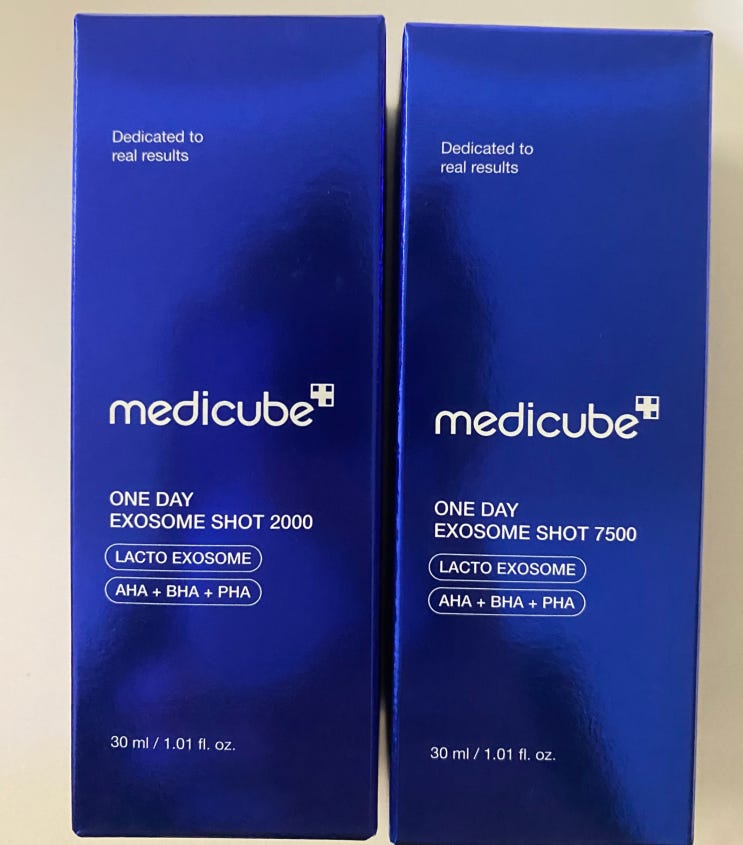 Dedicated to
real results
medicube
ONE DAY
EXOSOME SHOT 2000
LACTO EXOSOME
AHA + BHA + PHA
30 ml / 1.01 fl. oz.
Dedicated to
real results
medicube
ONE DAY
EXOSOME SHOT 7500
LACTO EXOSOME
AHA + BHA + PHA
30 ml / 1.01 fl. oz.